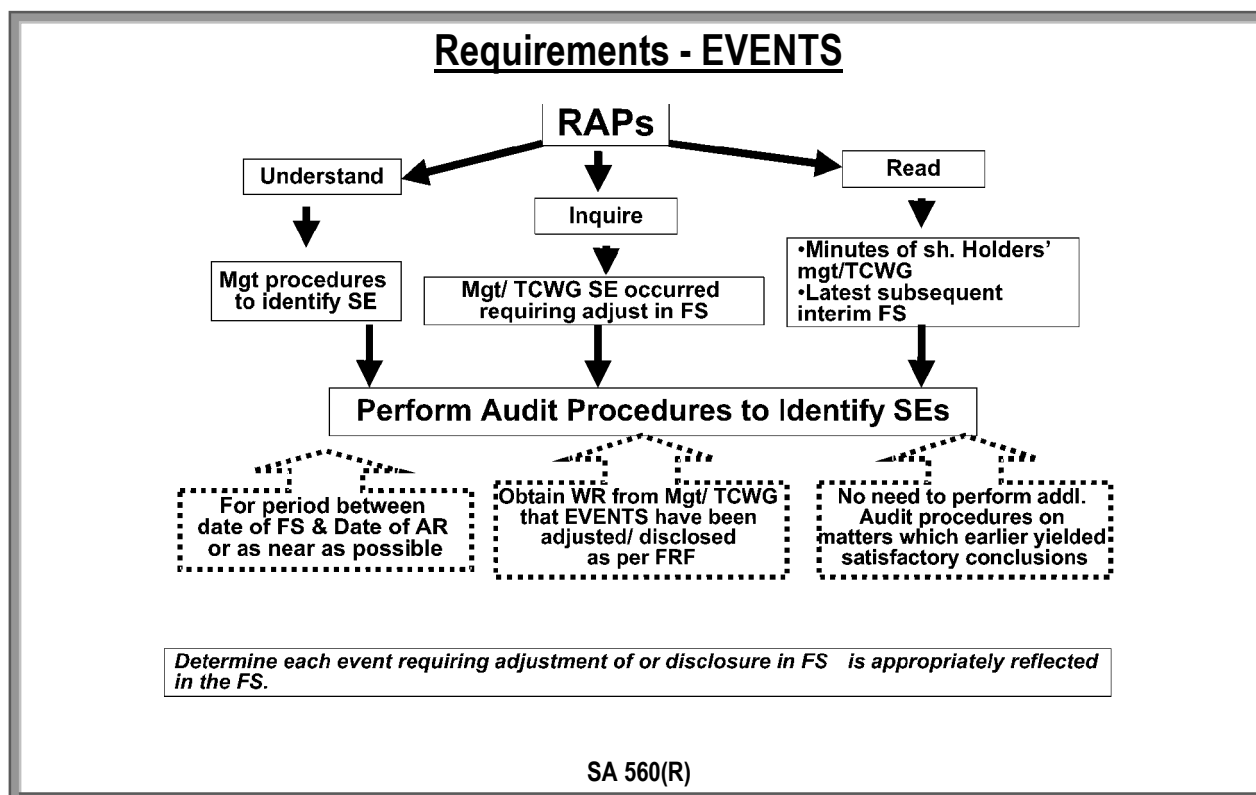 Requirements - EVENTS
RAPs
Understand
Inquire
Read
Mgt procedures
to identify SE
Mgt/ TCWG SE occurred
requiring adjust in FS
•Minutes of sh. Holders'
mgt/TCWG
•Latest subsequent
interim FS
Perform Audit Procedures to Identify SEs
For period between
date of FS & Date of AR
or as near as possible
Obtain WR from Mgt/ TCWG
that EVENTS have been
adjusted/ disclosed
as per FRF
No need to perform addl.
Audit procedures on
matters which earlier yielded
satisfactory conclusions
Determine each event requiring adjustment of or disclosure in FS is appropriately reflected
in the FS.
SA 560(R)